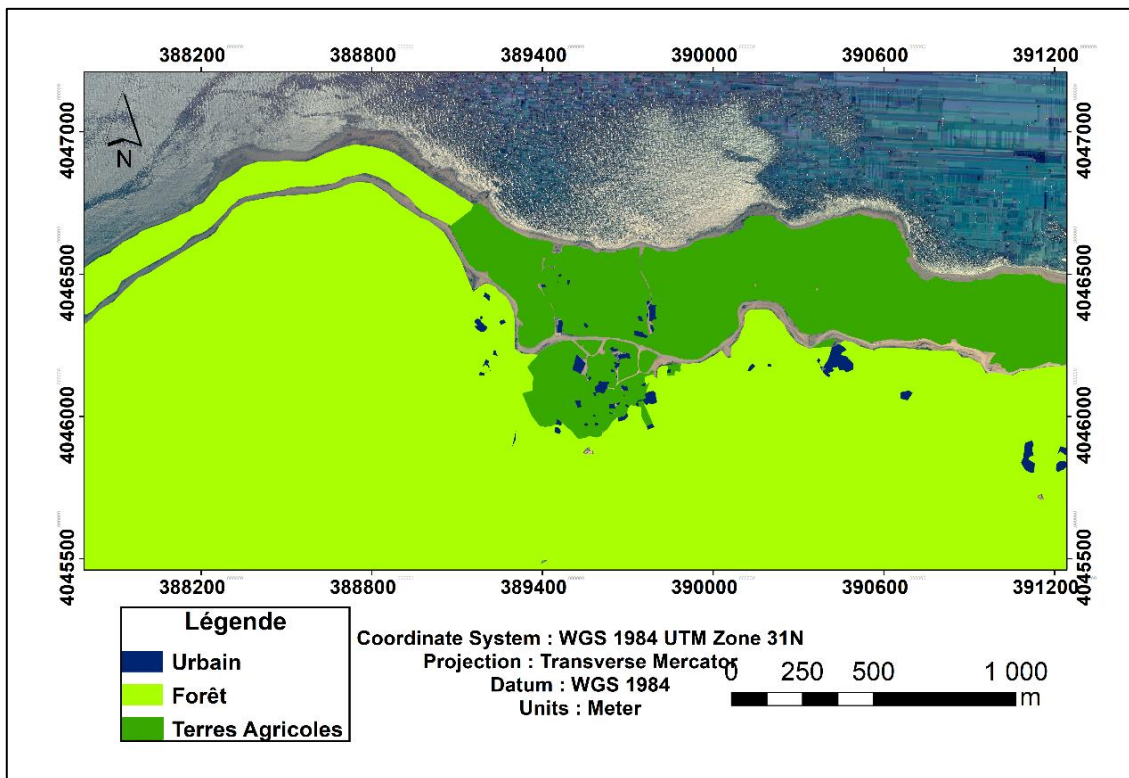 388200 388800 389400 390000 390600 391200
4047000 4047000
N
4046500 4046500
4046000 4046000
4045500 4045500
388200 388800 389400 390000 390600 391200
Légende
Urbain
Forêt
Terres Agricoles
Coordinate System : WGS 1984 UTM Zone 31N
Projection : Transverse Mercator
Datum : WGS 1984
Units : Meter
0 250 500 1 000
m